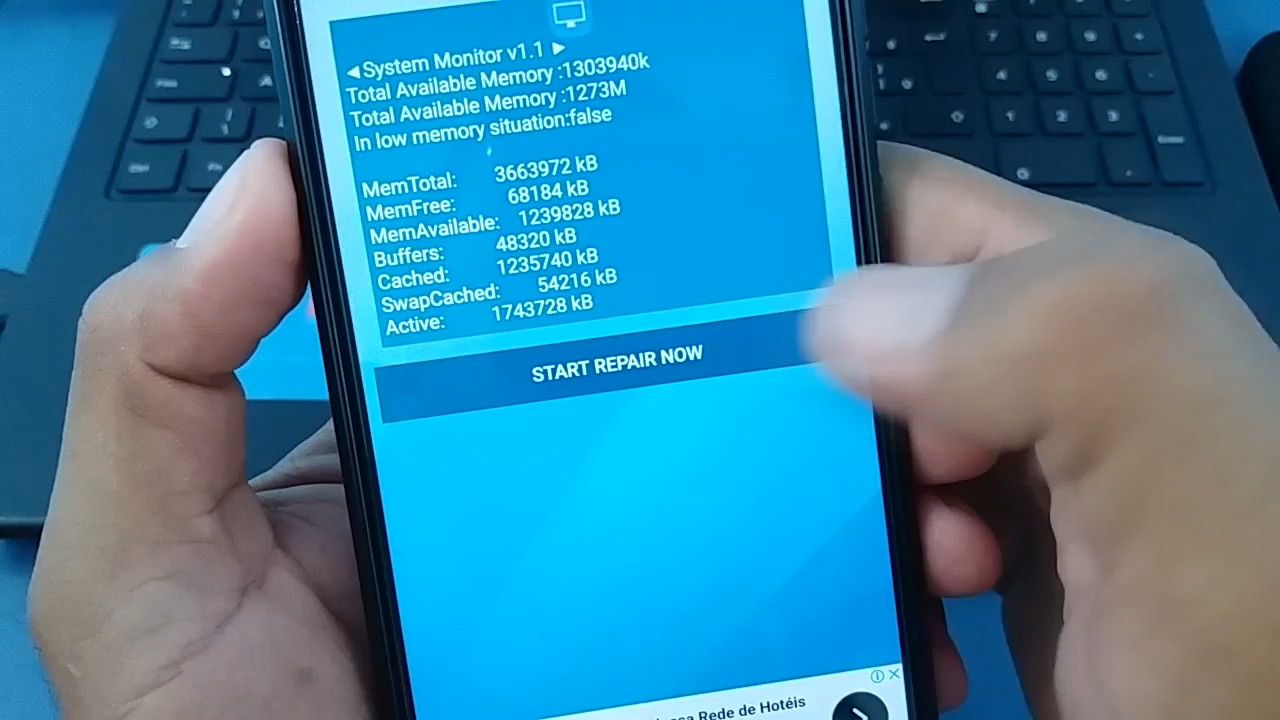 ◄System Monitor v1.1 ►
Total Available Memory :1303940k
Total Available Memory :1273M
In low memory situation:false
MemTotal: 3663972 kB
MemFree: 68184 kB
MemAvailable: 1239828 kB
Buffers: 48320 kB
Cached: 1235740 kB
SwapCached: 54216 kB
Active: 1743728 kB
START REPAIR NOW
Rede de Hotéis